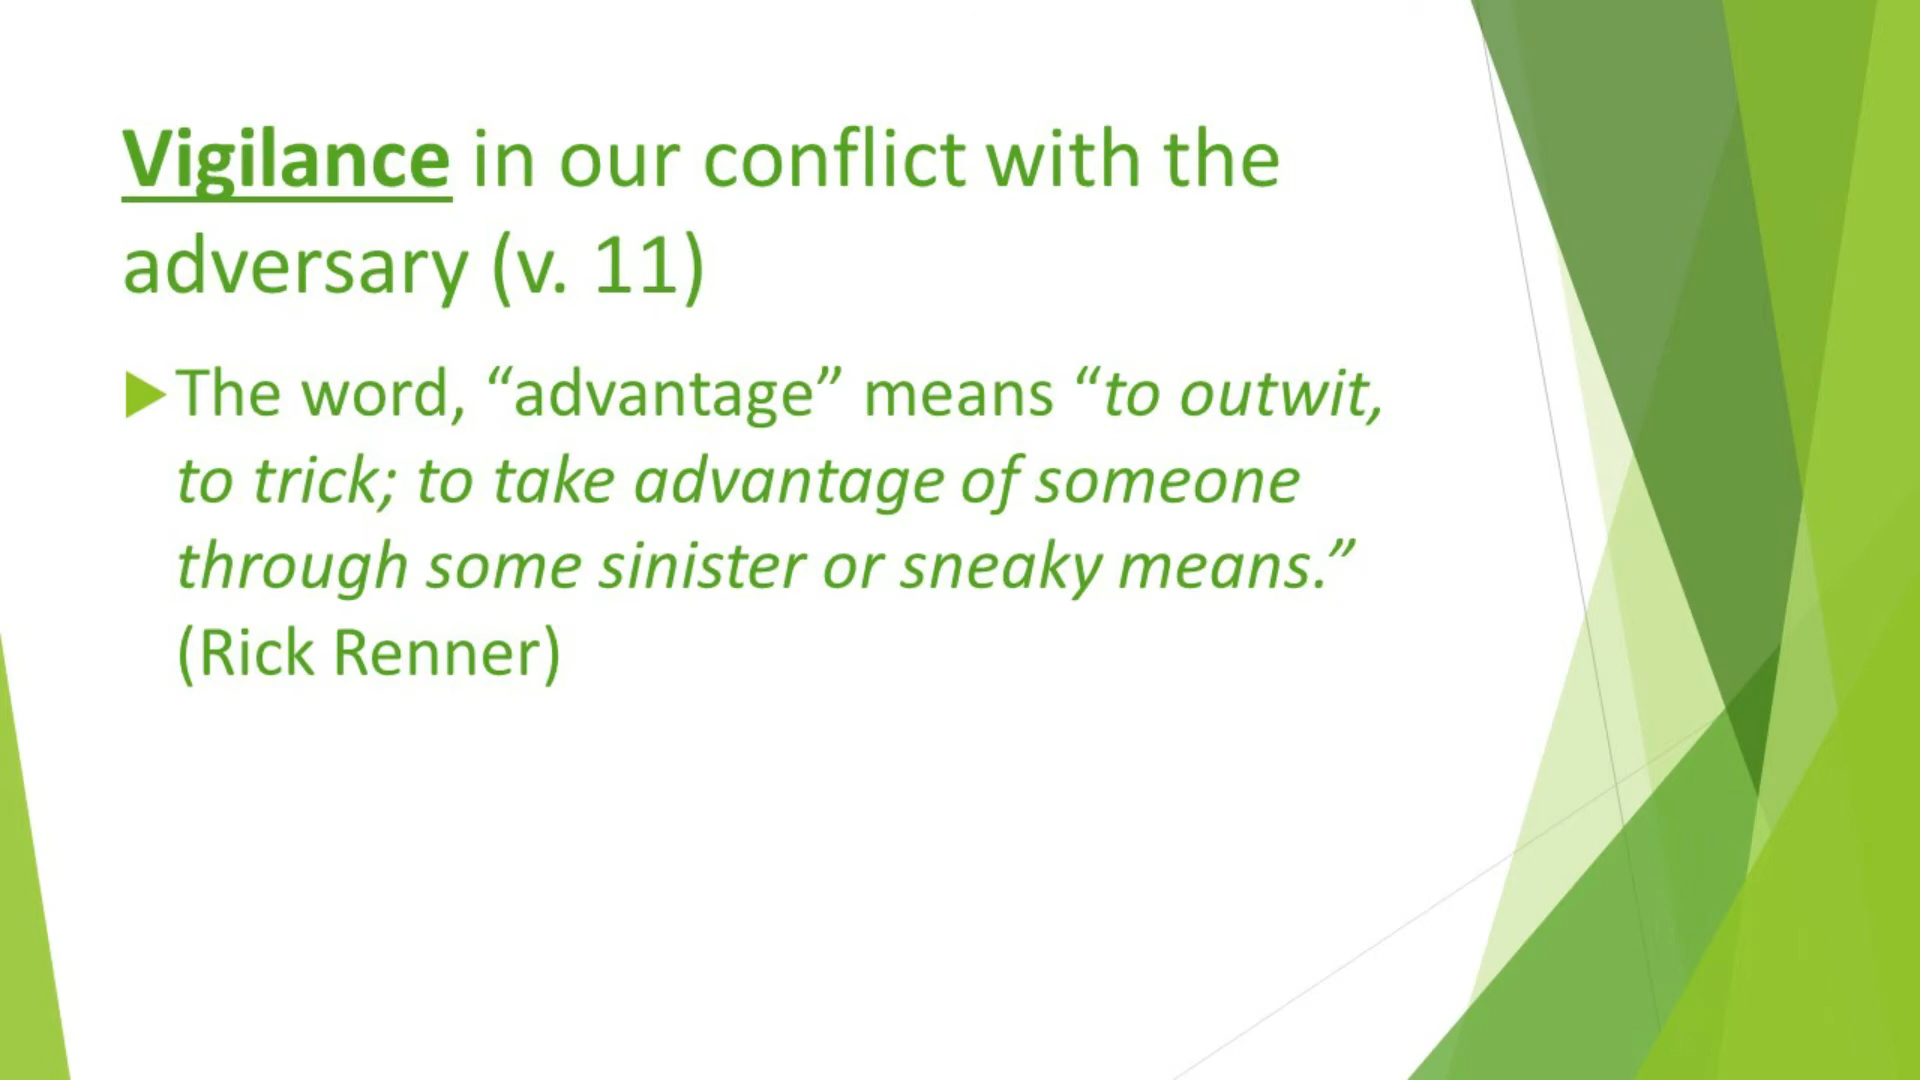 Vigilance in our conflict with the
adversary (v. 11)
The word, “advantage” means “to outwit,
to trick; to take advantage of someone
through some sinister or sneaky means.”
(Rick Renner)